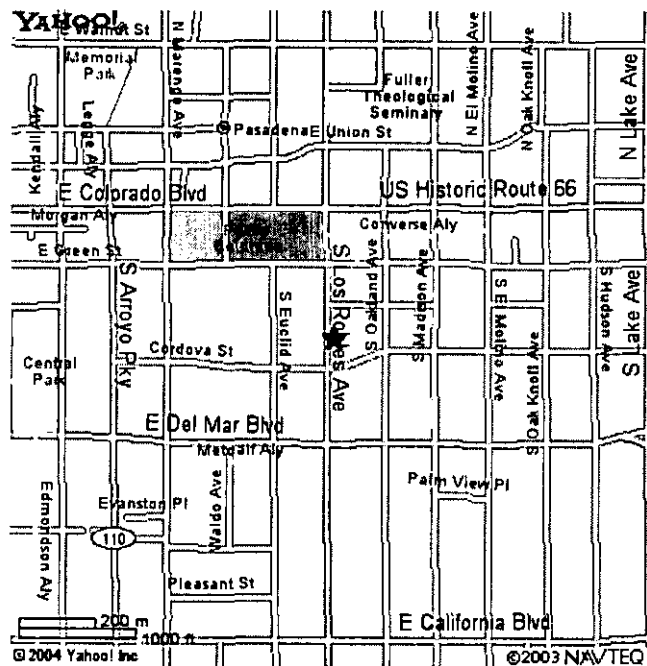 YAHOO!
E Walnut St
Memorial
Park
N Marengo Ave
Fuller
Theological
Seminary
N El Molino Ave
N Oak Knoll Ave
N Lake Ave
Kendall Aly
Ledge Aly
Pasadena
E Union St
E Colorado Blvd
US Historic Route 66
Morgan Aly
Converse Aly
E Green St
S Arroyo Pky
S Euclid Ave
S Los Robles Ave
S Oakland Ave
S Madison Ave
S El Molino Ave
S Oak Knoll Ave
S Hudson Ave
S Lake Ave
Cordova St
Central
Park
E Del Mar Blvd
Metcalf Aly
Waldo Ave
Palm View Pl
Edmondson Aly
Evanston Pl
110
Pleasant St
E California Blvd
200 m
1000 ft
© 2004 Yahoo! Inc
©2003 NAVTEQ